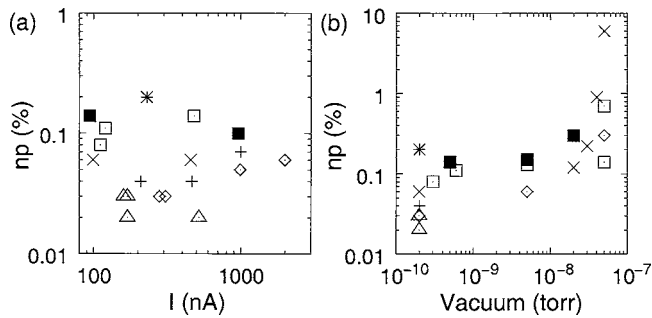 (a)
1
0.1
0.01
np (%)
100
1000
I (nA)
(b)
10
1
0.1
0.01
np (%)
10⁻¹⁰
10⁻⁹
10⁻⁸
10⁻⁷
Vacuum (torr)